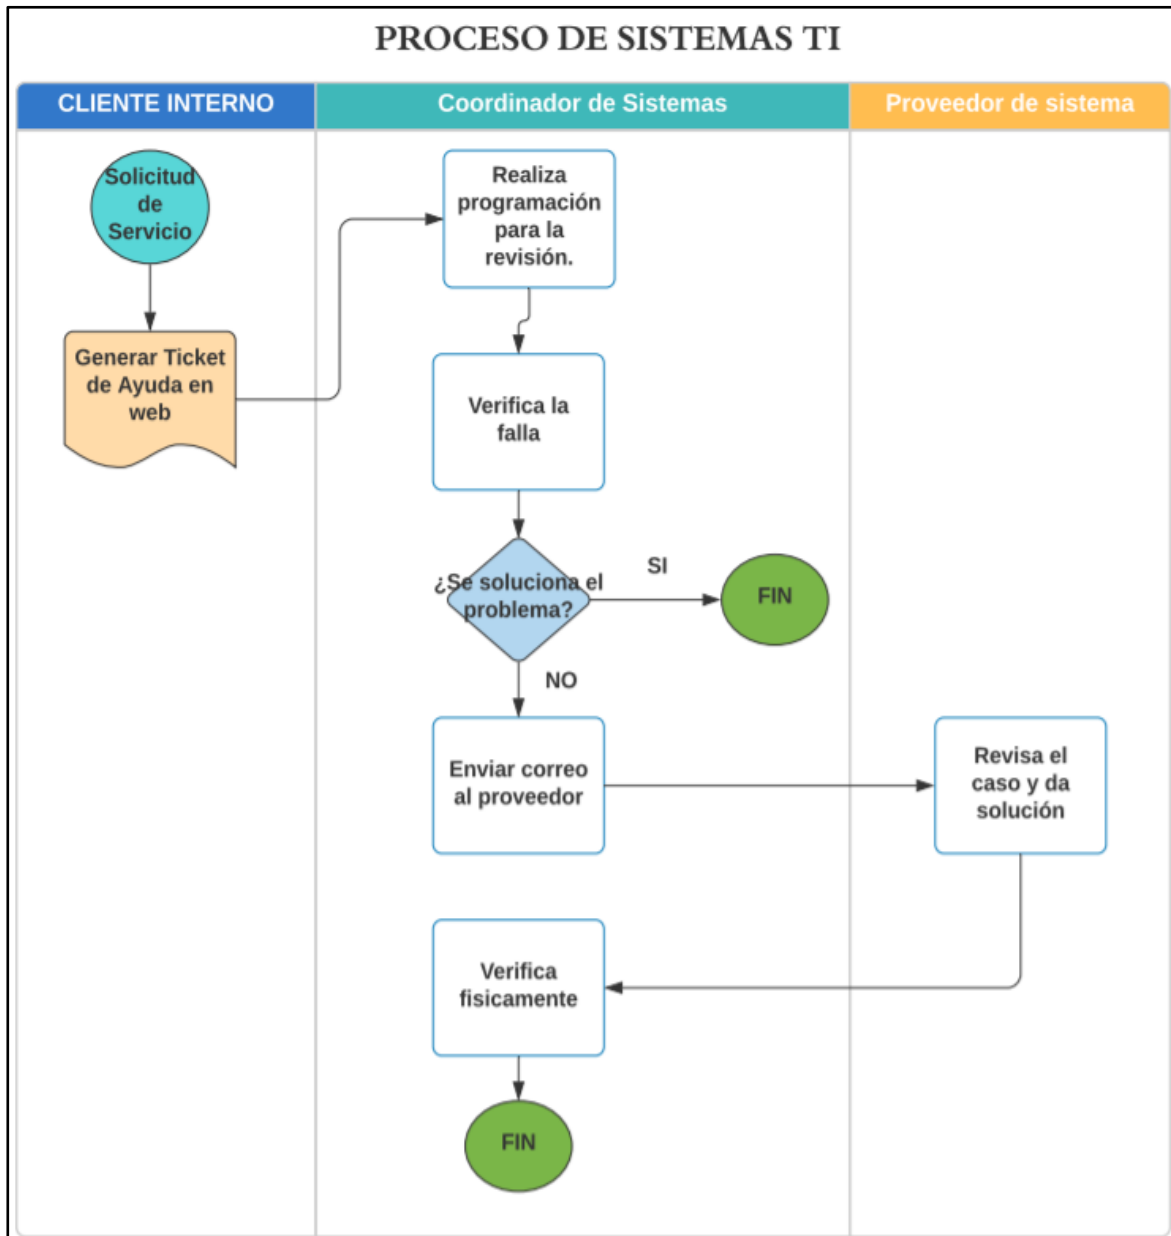 PROCESO DE SISTEMAS TI
CLIENTE INTERNO
Coordinador de Sistemas
Proveedor de sistema
Solicitud
de
Servicio
Generar Ticket
de Ayuda en
web
Realiza
programación
para la
revisión.
Verifica la
falla
¿Se soluciona el
problema?
SI
FIN
NO
Enviar correo
al proveedor
Revisa el
caso y da
solución
Verifica
fisicamente
FIN